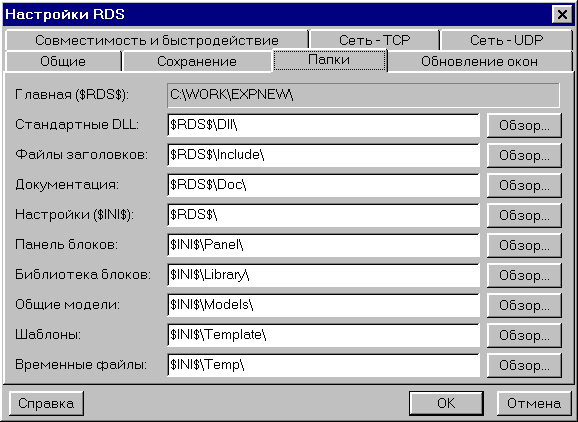 Настройки RDS
Совместимость и быстродействие Сеть - TCP Сеть - UDP
Общие Сохранение Папки Обновление окон
Главная ($RDS$): C:\WORK\EXPNEW\
Стандартные DLL: $RDS$\Dll\ Обзор...
Файлы заголовков: $RDS$\Include\ Обзор...
Документация: $RDS$\Doc\ Обзор...
Настройки ($INI$): $RDS$\ Обзор...
Панель блоков: $INI$\Panel\ Обзор...
Библиотека блоков: $INI$\Library\ Обзор...
Общие модели: $INI$\Models\ Обзор...
Шаблоны: $INI$\Template\ Обзор...
Временные файлы: $INI$\Temp\ Обзор...
Справка OK Отмена